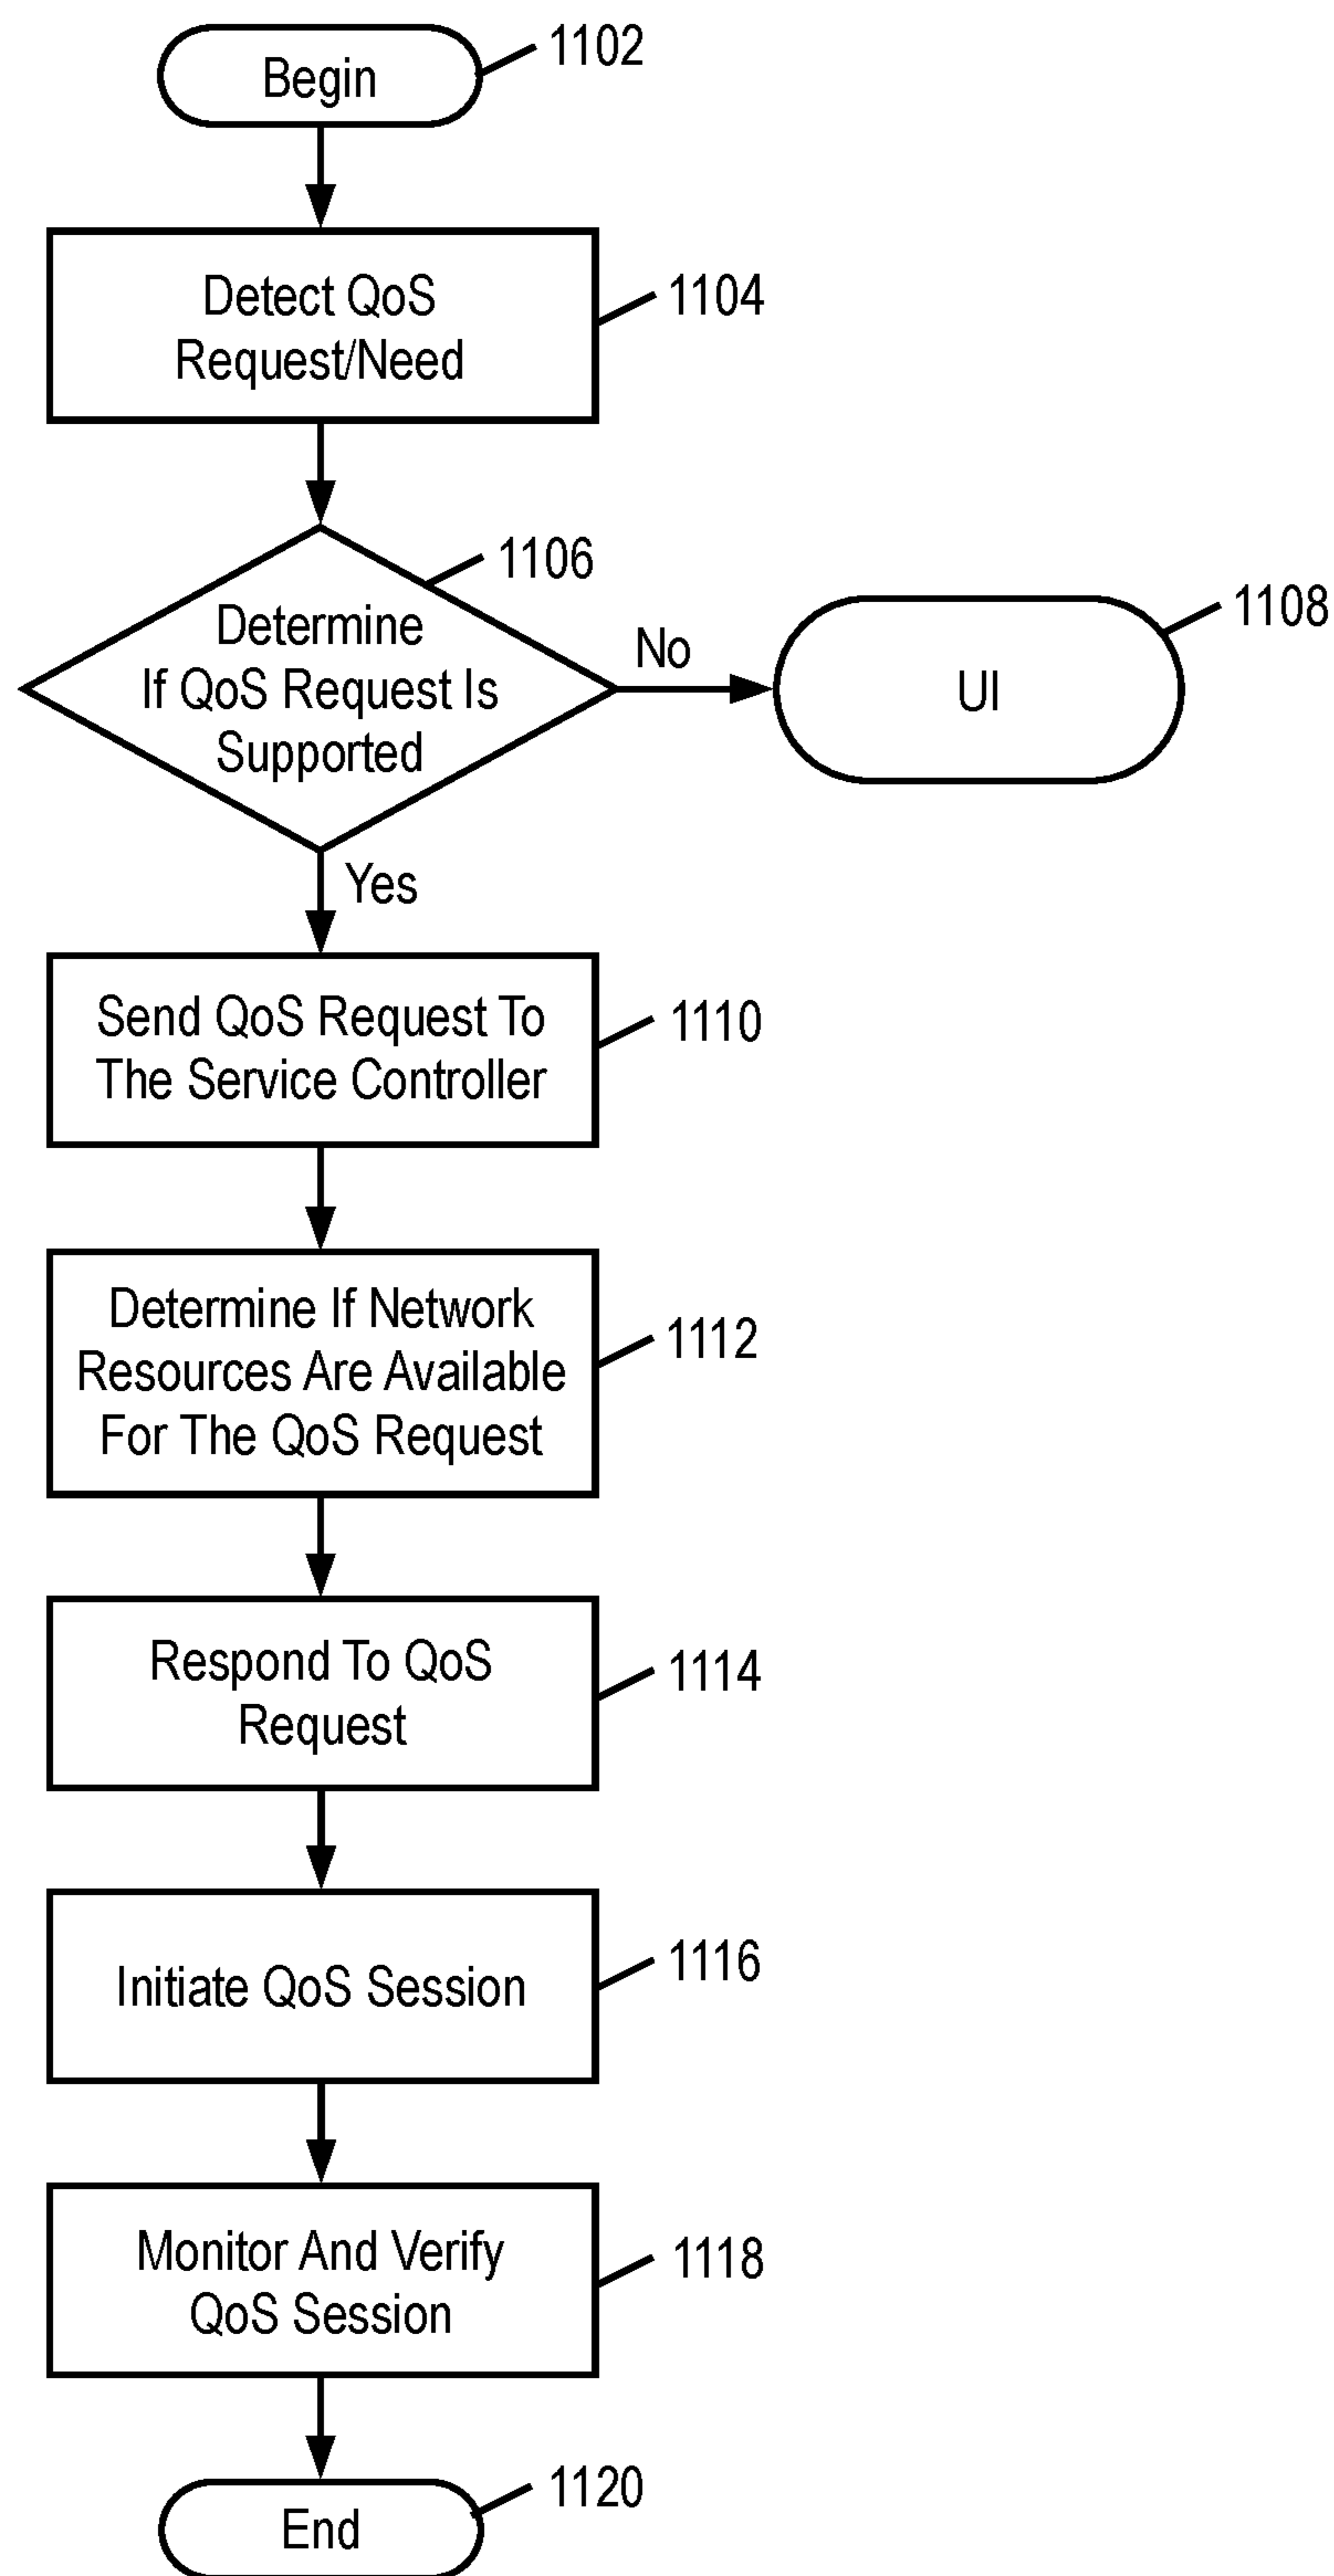 Begin
1102
Detect QoS
Request/Need
1104
1106
Determine
If QoS Request Is
Supported
No
UI
1108
Yes
Send QoS Request To
The Service Controller
1110
Determine If Network
Resources Are Available
For The QoS Request
1112
Respond To QoS
Request
1114
Initiate QoS Session
1116
Monitor And Verify
QoS Session
1118
End
1120